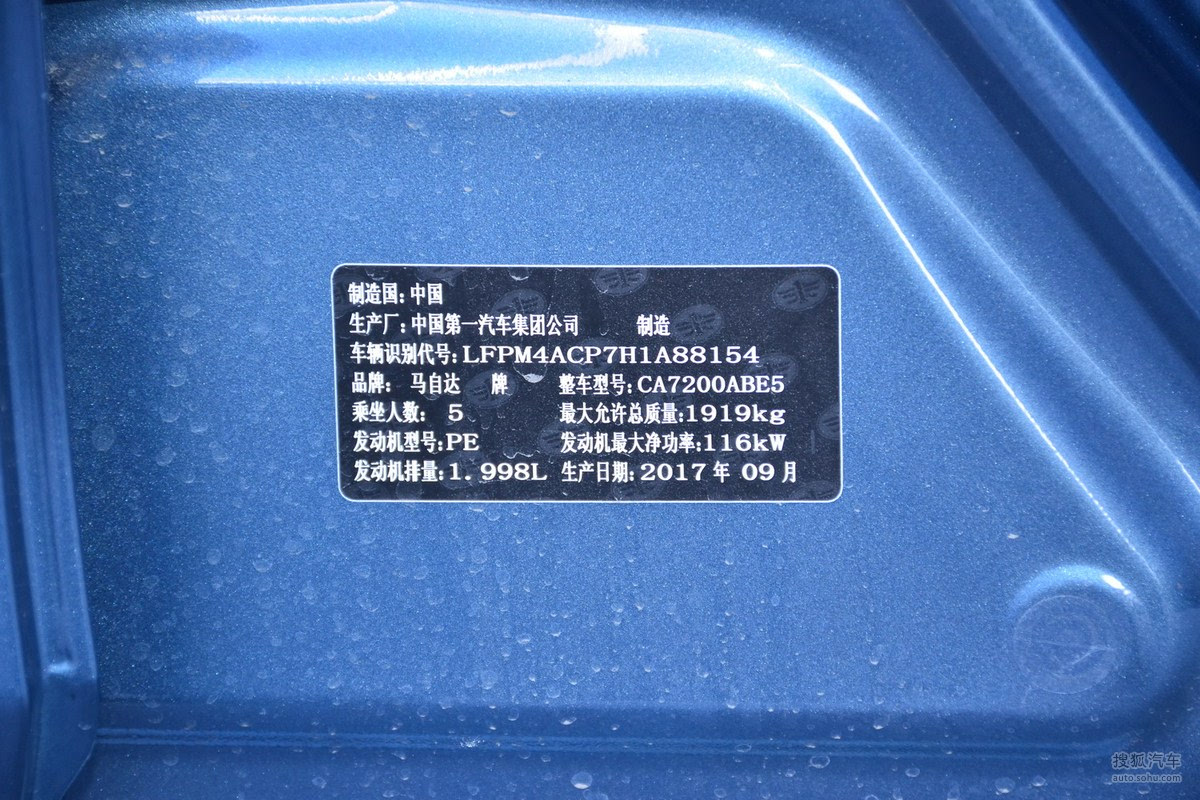 制造国:中国
生产厂:中国第一汽车集团公司 制造
车辆识别代号:LFPM4ACP7H1A88154
品牌: 马自达 牌 整车型号:CA7200ABE5
乘坐人数: 5 最大允许总质量:1919kg
发动机型号:PE 发动机最大净功率:116kW
发动机排量:1.998L 生产日期:2017年09月
搜狐汽车
auto.sohu.com